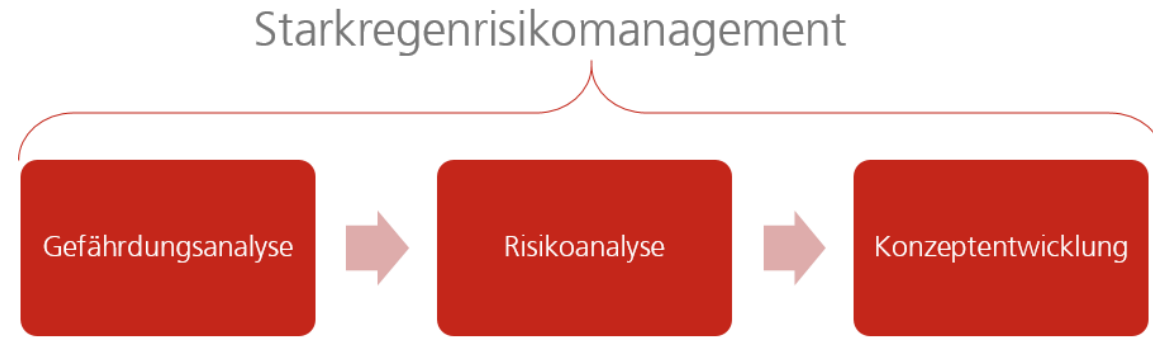 Starkregenrisikomanagement
Gefährdungsanalyse
Risikoanalyse
Konzeptentwicklung